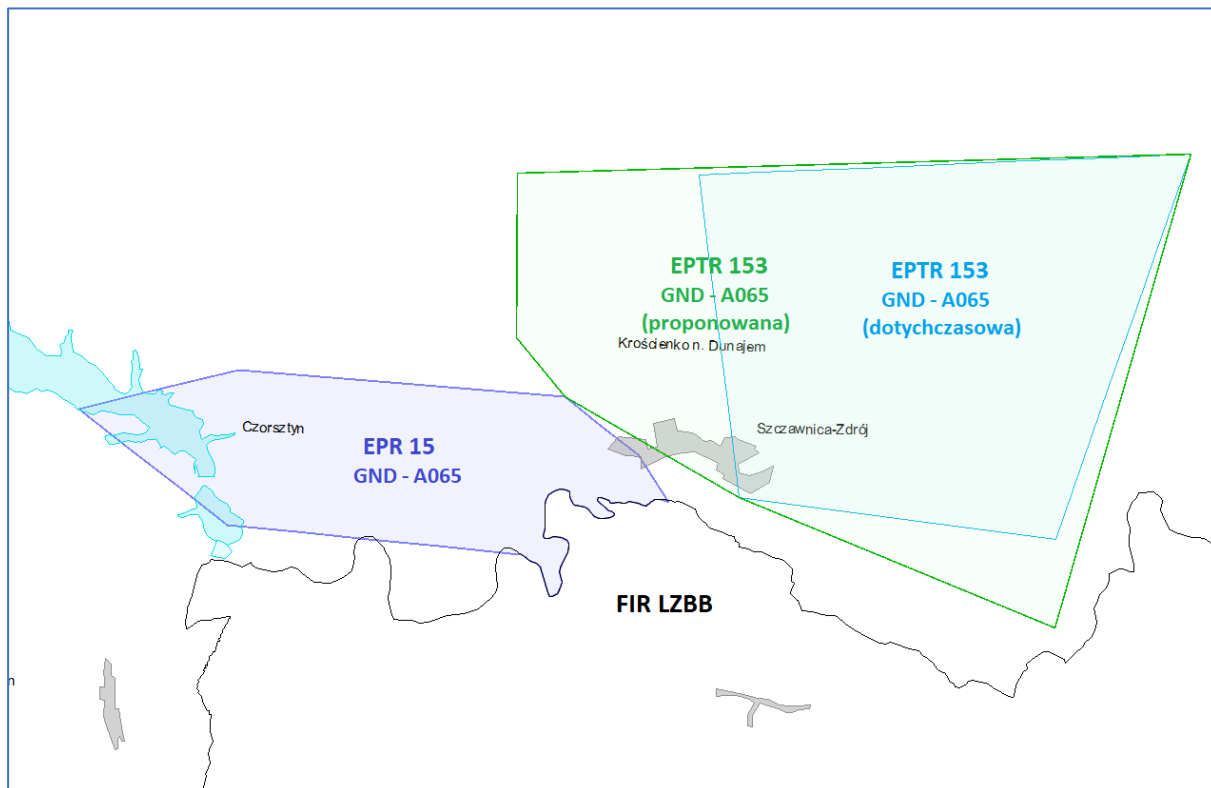 EPTR 153
GND - A065
(proponowana)
EPTR 153
GND - A065
(dotychczasowa)
Krościenko n. Dunajem
Czorsztyn
Szczawnica-Zdrój
EPR 15
GND - A065
FIR LZBB
n